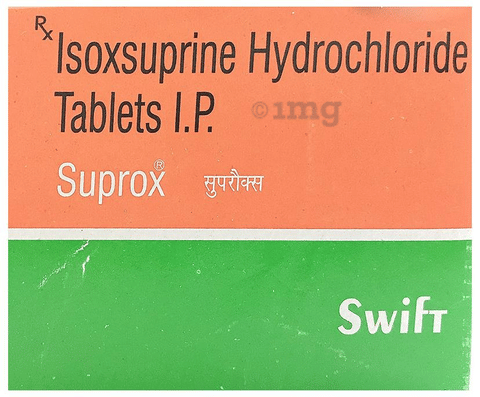 Rx Isoxsuprine Hydrochloride
Tablets I.P.
©1mg
Suprox® सुपरौक्स
Swift